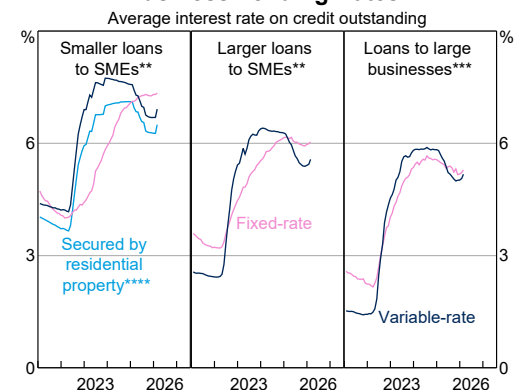 Average interest rate on credit outstanding
% %
Smaller loans
to SMEs**
Larger loans
to SMEs**
Loans to large
businesses***
6 6
Fixed-rate
Secured by
residential
property****
3 3
Variable-rate
0 0
2023 2026 2023 2026 2023 2026